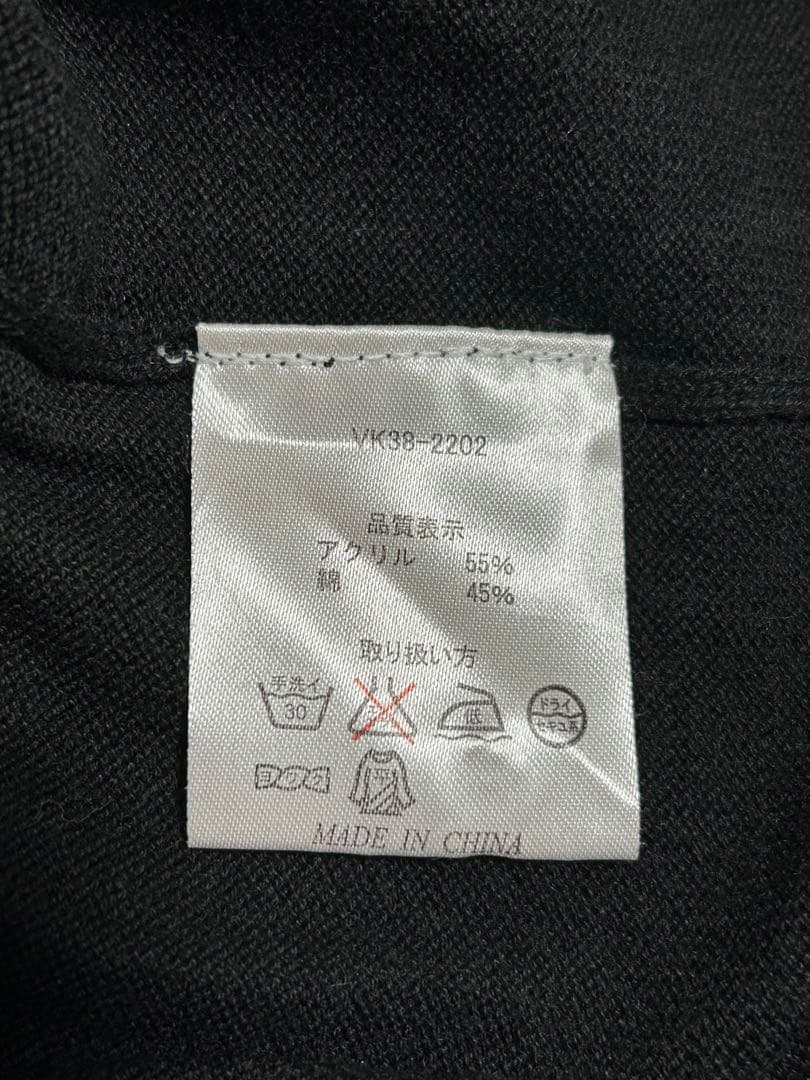 VK38-2202
品質表示
アクリル 55%
綿 45%
取り扱い方
手洗イ
30
低
ドライ
セキユ系
ヨワク
平
MADE IN CHINA